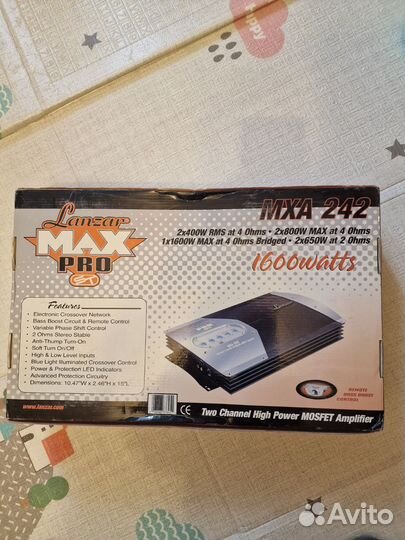 happy
Lanzar
MAX
PRO
MXA 242
2x400W RMS at 4 Ohms • 2x800W MAX at 4 Ohms
1x1600W MAX at 4 Ohms Bridged • 2x650W at 2 Ohms
1600watts
Features
• Electronic Crossover Network
• Bass Boost Circuit & Remote Control
• Variable Phase Shift Control
• 2 Ohms Stereo Stable
• Anti-Thump Turn-On
• Soft Turn On/Off
• High & Low Level Inputs
• Blue Light Illuminated Crossover Control
• Power & Protection LED Indicators
• Advanced Protection Circuitry
• Dimensions: 10.47"W x 2.46"H x 15"L
REMOTE
BASS BOOST
CONTROL
www.lanzar.com
CE
Two Channel High Power MOSFET Amplifier
Avito